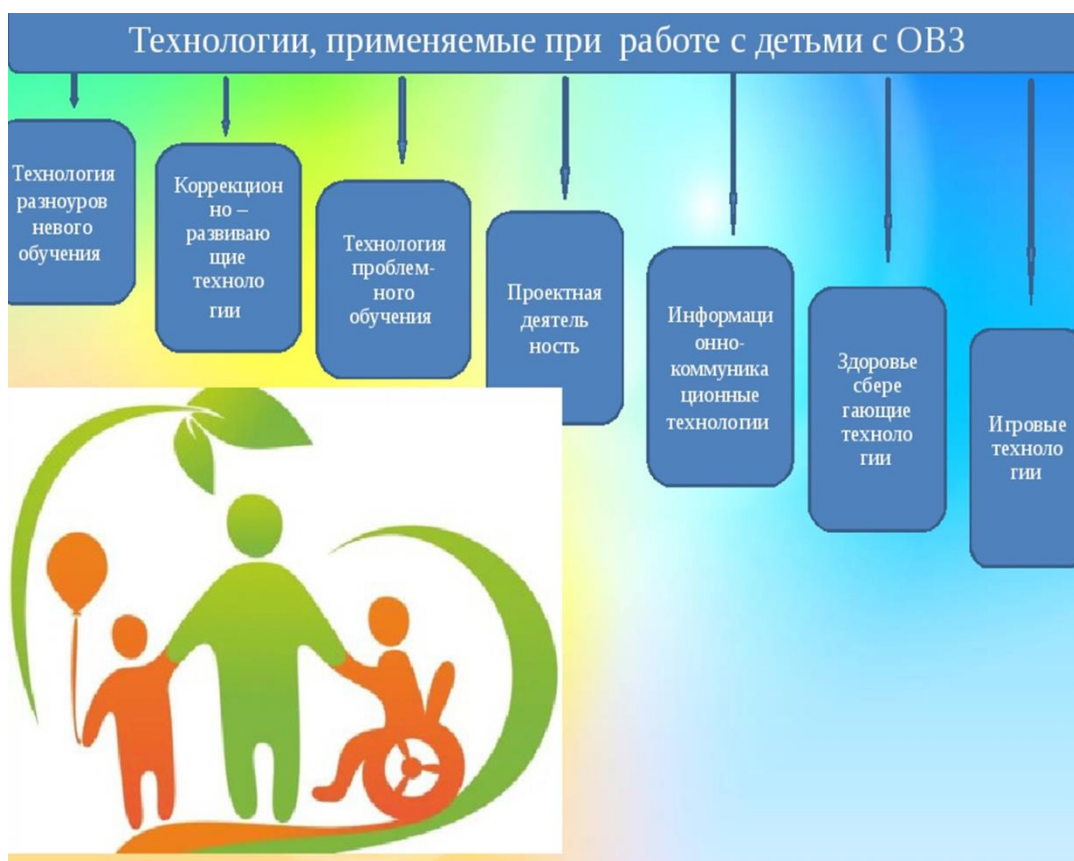 Технологии, применяемые при работе с детьми с ОВЗ
Технология
разноуров
невого
обучения
Коррекцион
но –
развиваю
щие
техноло
гии
Технология
проблем-
ного
обучения
Проектная
деятель
ность
Информаци
онно-
коммуника
ционные
технологии
Здоровье
сбере
гающие
техноло
гии
Игровые
техноло
гии